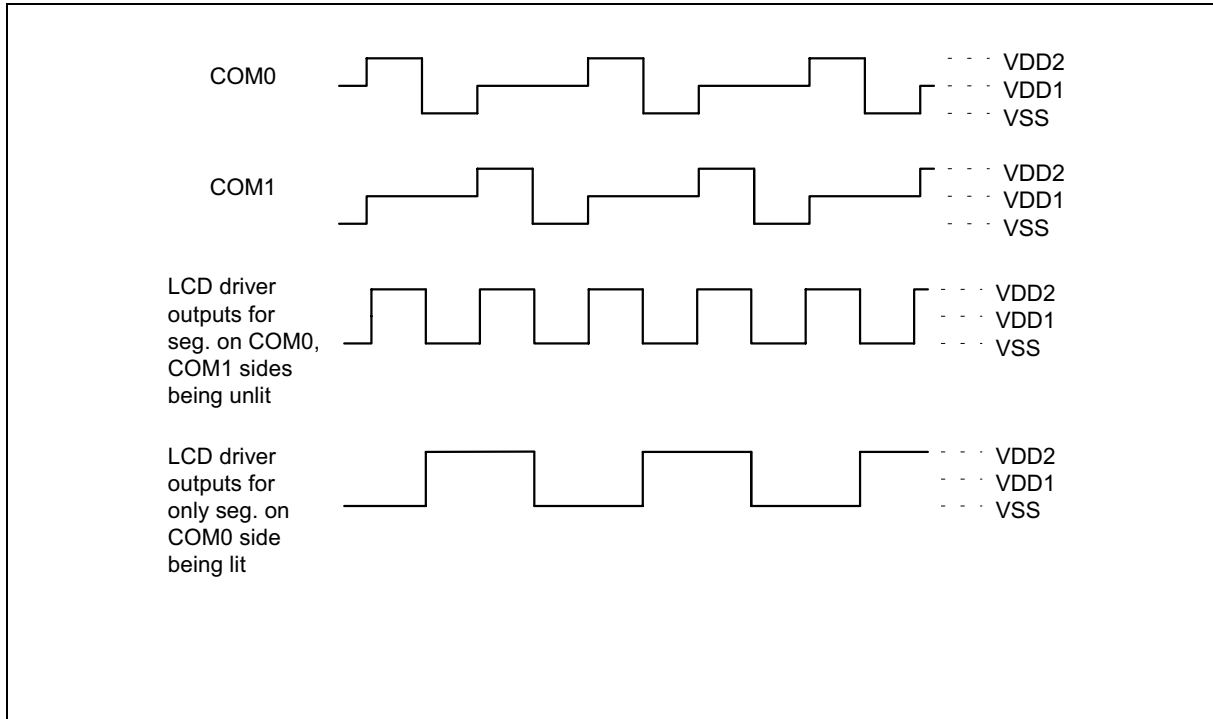 COM0
VDD2
VDD1
VSS
COM1
VDD2
VDD1
VSS
LCD driver
outputs for
seg. on COM0,
COM1 sides
being unlit
VDD2
VDD1
VSS
LCD driver
outputs for
only seg. on
COM0 side
being lit
VDD2
VDD1
VSS